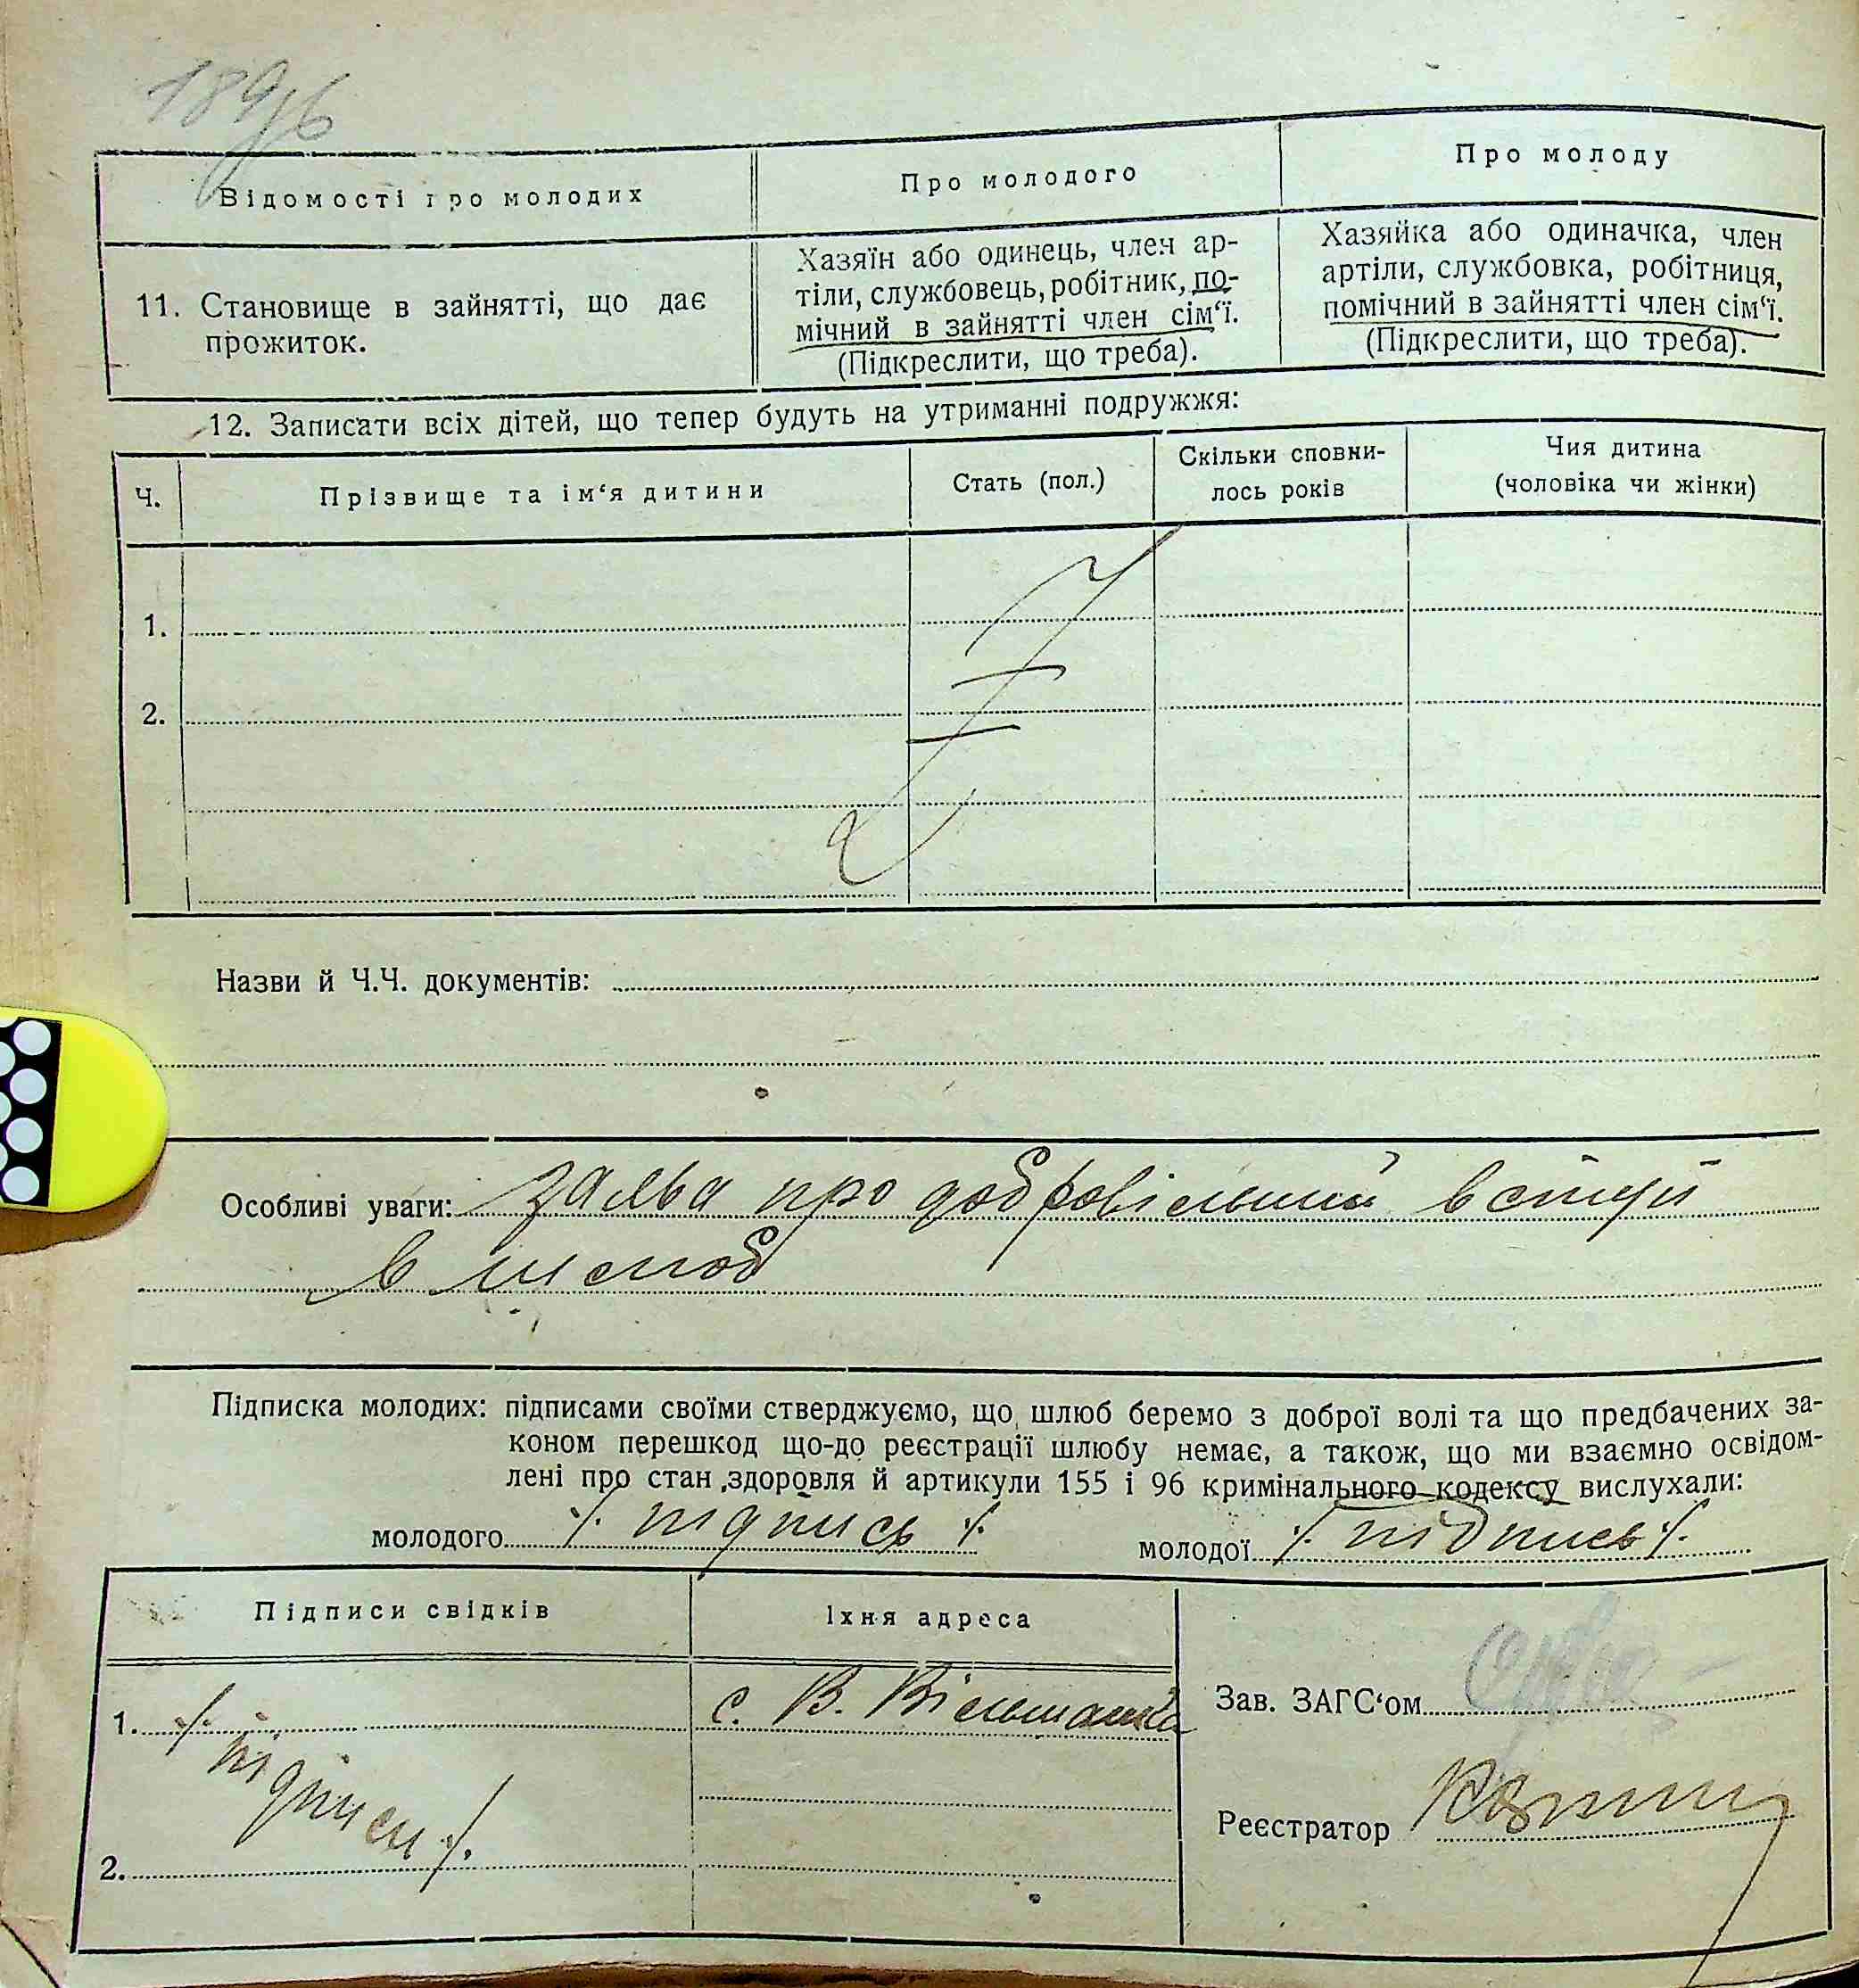 189/6
Відомості про молодих
Про молодого
Про молоду
11. Становище в зайнятті, що дає
прожиток.
Хазяїн або одинець, член ар-
тіли, службовець, робітник, по-
мічний в зайнятті член сім‘ї.
(Підкреслити, що треба).
Хазяйка або одиначка, член
артіли, службовка, робітниця,
помічний в зайнятті член сім‘ї.
(Підкреслити, що треба).
12. Записати всіх дітей, що тепер будуть на утриманні подружжя:
Ч.
Прізвище та ім‘я дитини
Стать (пол.)
Скільки сповни-
лось років
Чия дитина
(чоловіка чи жінки)
1.
2.
Назви й Ч.Ч. документів:
Особливі уваги: заява про добровільний вступ
в шлюб
Підписка молодих: підписами своїми стверджуємо, що шлюб беремо з доброї волі та що предбачених за-
коном перешкод що-до реєстрації шлюбу немає, а також, що ми взаємно освідом-
лені про стан здоровля й артикули 155 і 96 кримінального кодексу вислухали:
молодого ./. підпись ./. молодої ./. підпись ./.
Підписи свідків
Їхня адреса
1. ./. підписи ./.
с. В. Вільшанка
2.
Зав. ЗАГС‘ом
Реєстратор